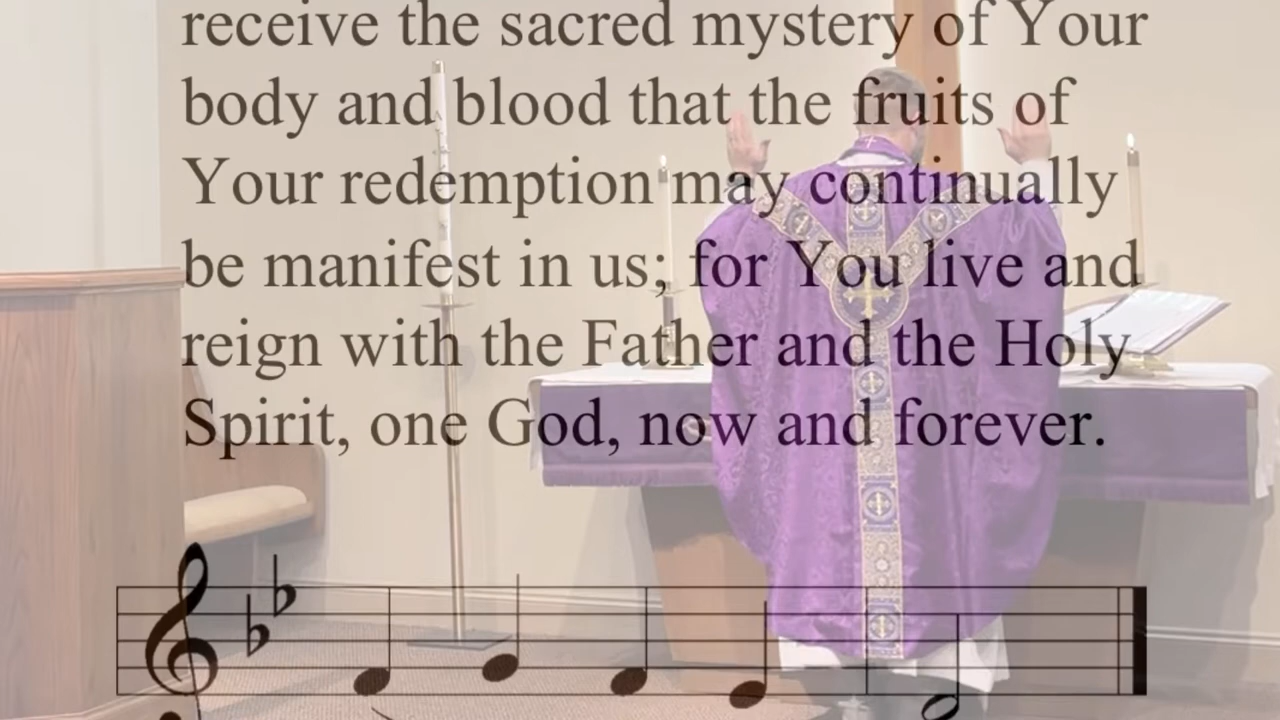 receive the sacred mystery of Your
body and blood that the fruits of
Your redemption may continually
be manifest in us; for You live and
reign with the Father and the Holy
Spirit, one God, now and forever.